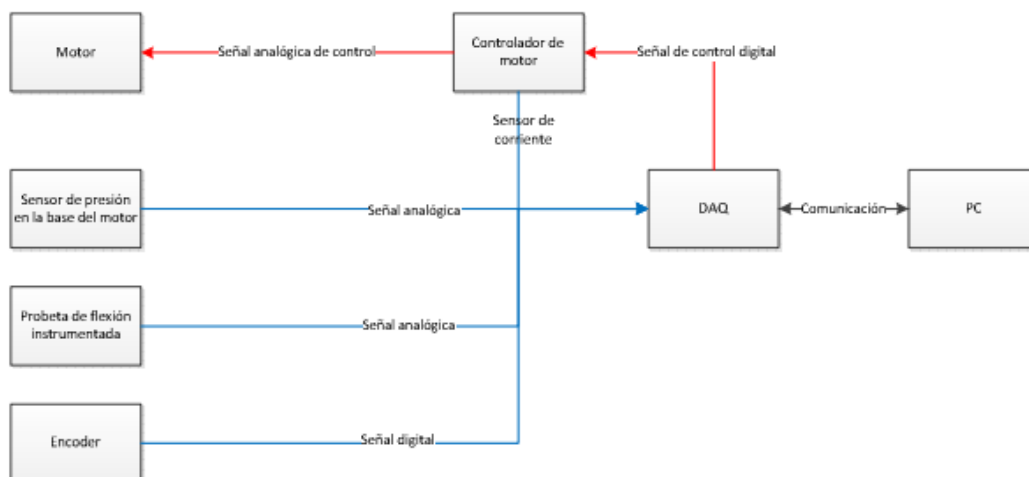 Motor
Señal analógica de control
Controlador de
motor
Señal de control digital
Sensor de
corriente
Sensor de presión
en la base del motor
Señal analógica
DAQ
Comunicación
PC
Probeta de flexión
instrumentada
Señal analógica
Encoder
Señal digital